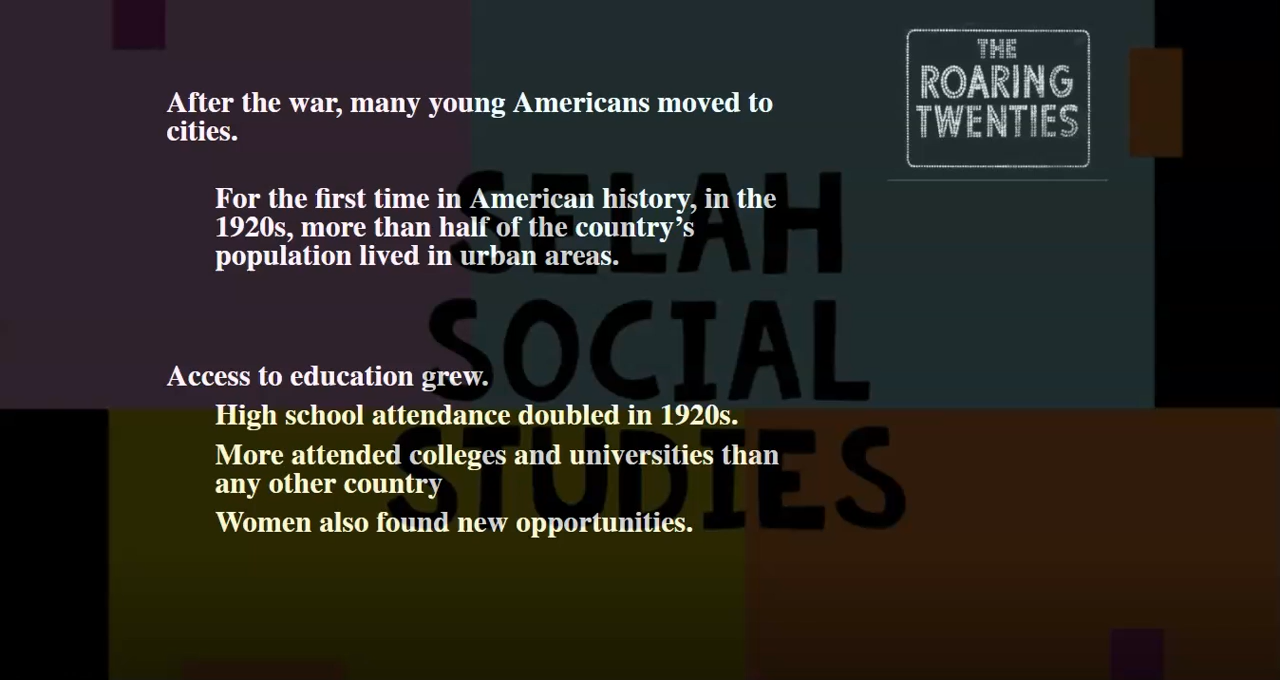 THE
ROARING
TWENTIES
After the war, many young Americans moved to
cities.
For the first time in American history, in the
1920s, more than half of the country’s
population lived in urban areas.
Access to education grew.
High school attendance doubled in 1920s.
More attended colleges and universities than
any other country
Women also found new opportunities.
SELAH
SOCIAL
STUDIES